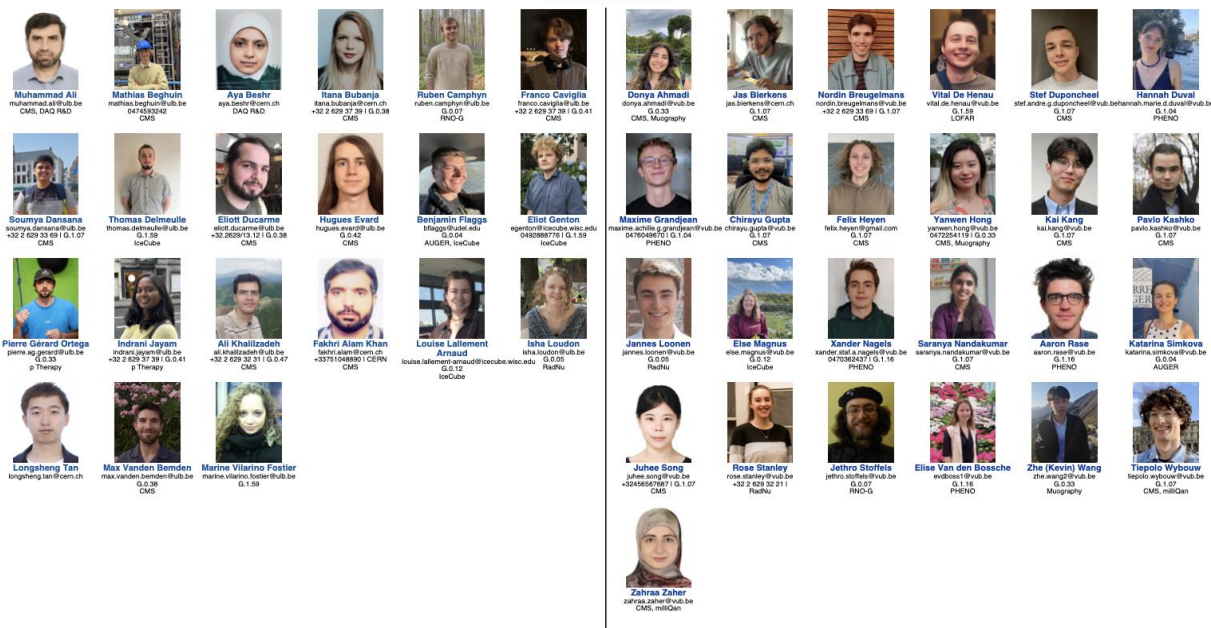 Muhammad Ali
muhammad.ali@ulb.be
CMS, DAQ R&D
Mathias Beghuin
mathias.beghuin@ulb.be
0474593242
CMS
Aya Beshr
aya.beshr@cern.ch
DAQ R&D
Itana Bubanja
itana.bubanja@cern.ch
+32 2 629 37 39 I G.0.38
CMS
Ruben Camphyn
ruben.camphyn@ulb.be
G.0.07
RNO-G
Franco Caviglia
franco.caviglia@ulb.be
+32 2 629 37 39 I G.0.41
CMS
Soumya Dansana
soumya.dansana@ulb.be
+32 2 629 33 69 I G.1.07
CMS
Thomas Delmeulle
thomas.delmeulle@ulb.be
G.1.59
IceCube
Eliott Ducarme
eliott.ducarme@ulb.be
+32.2629/13.12 I G.0.38
CMS
Hugues Evard
hugues.evard@ulb.be
G.0.42
CMS
Benjamin Flaggs
bflaggs@udel.edu
G.0.04
AUGER, IceCube
Eliot Genton
egenton@icecube.wisc.edu
0492888776 I G.1.59
IceCube
Pierre Gérard Ortega
pierre.ag.gerard@ulb.be
G.0.33
p Therapy
Indrani Jayam
indrani.jayam@ulb.be
+32 2 629 37 39 I G.0.41
p Therapy
Ali Khalilzadeh
ali.khalilzadeh@ulb.be
+32 2 629 32 31 I G.0.47
CMS
Fakhri Alam Khan
fakhri.alam@cern.ch
+33751048890 I CERN
CMS
Louise Lallement
Arnaud
louise.lallement-arnaud@icecube.wisc.edu
G.0.12
IceCube
Isha Loudon
isha.loudon@ulb.be
G.0.05
RadNu
Longsheng Tan
longsheng.tan@cern.ch
Max Vanden Bemden
max.vanden.bemden@ulb.be
G.0.38
CMS
Marine Vilarino Fostier
marine.vilarino.fostier@ulb.be
G.1.59
Donya Ahmadi
donya.ahmadi@vub.be
G.0.33
CMS, Muography
Jas Bierkens
jas.bierkens@cern.ch
G.1.07
CMS
Nordin Breugelmans
nordin.breugelmans@vub.be
+32 2 629 33 69 I G.1.07
CMS
Vital De Henau
vital.de.henau@vub.be
G.1.59
LOFAR
Stef Duponcheel
stef.andre.g.duponcheel@vub.be
G.1.07
CMS
Hannah Duval
hannah.marie.d.duval@vub.be
G.1.04
PHENO
Maxime Grandjean
maxime.achille.g.grandjean@vub.be
0476049670 I G.1.04
PHENO
Chirayu Gupta
chirayu.gupta@vub.be
G.1.07
CMS
Felix Heyen
felix.heyen@gmail.com
CMS
Yanwen Hong
yanwen.hong@vub.be
0472254119 I G.0.33
CMS, Muography
Kai Kang
kai.kang@vub.be
G.1.07
CMS
Pavlo Kashko
pavlo.kashko@vub.be
G.1.07
CMS
Jannes Loonen
jannes.loonen@vub.be
G.0.05
RadNu
Else Magnus
else.magnus@vub.be
G.0.12
IceCube
Xander Nagels
xander.staf.a.nagels@vub.be
0470362437 I G.1.16
PHENO
Saranya Nandakumar
saranya.nandakumar@vub.be
G.1.07
CMS
Aaron Rase
aaron.rase@vub.be
G.1.16
PHENO
Katarina Simkova
katarina.simkova@vub.be
G.0.04
AUGER
Juhee Song
juhee.song@vub.be
+32456567687 I G.1.07
CMS
Rose Stanley
rose.stanley@vub.be
+32 2 629 32 21 I
RadNu
Jethro Stoffels
jethro.stoffels@vub.be
G.0.07
RNO-G
Elise Van den Bossche
evdboss1@vub.be
G.1.16
PHENO
Zhe (Kevin) Wang
zhe.wang2@vub.be
G.0.33
Muography
Tiepolo Wybouw
tiepolo.wybouw@vub.be
G.1.07
CMS, milliQan
Zahraa Zaher
zahraa.zaher@vub.be
CMS, milliQan